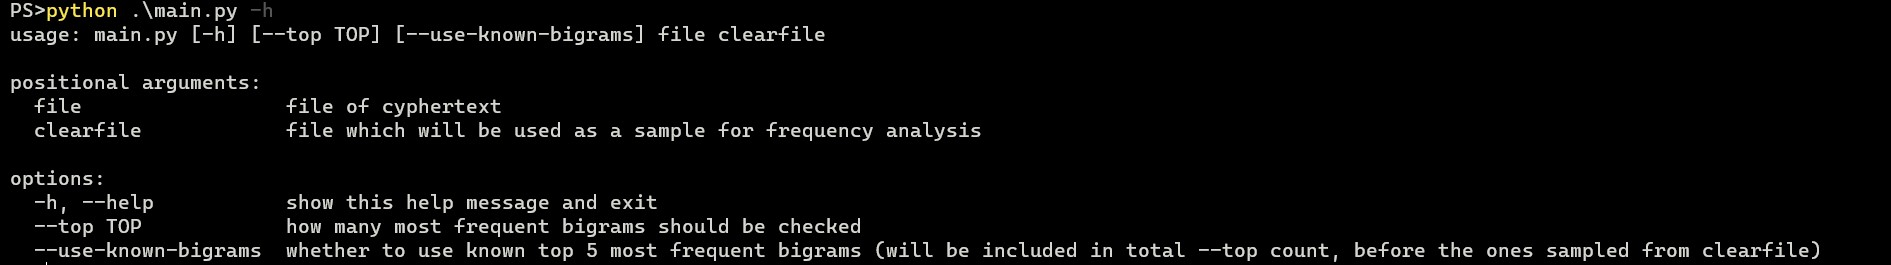 PS>python .\main.py -h
usage: main.py [-h] [--top TOP] [--use-known-bigrams] file clearfile
positional arguments:
file file of cyphertext
clearfile file which will be used as a sample for frequency analysis
options:
-h, --help show this help message and exit
--top TOP how many most frequent bigrams should be checked
--use-known-bigrams whether to use known top 5 most frequent bigrams (will be included in total --top count, before the ones sampled from clearfile)